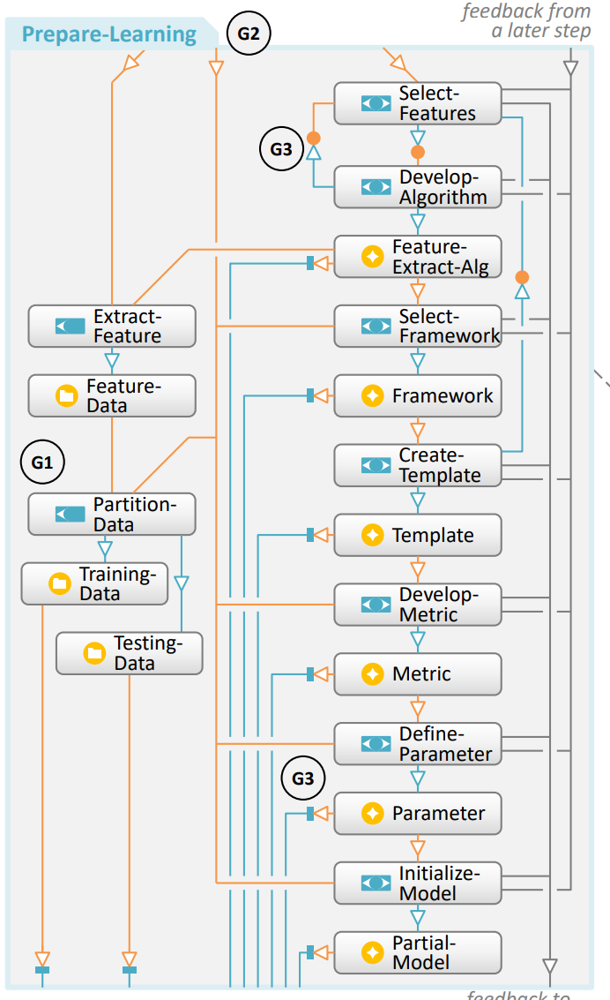 feedback from
a later step
Prepare-Learning
G2
Select-
Features
G3
Develop-
Algorithm
Feature-
Extract-Alg
Extract-
Feature
Select-
Framework
Feature-
Data
Framework
G1
Create-
Template
Partition-
Data
Template
Training-
Data
Develop-
Metric
Testing-
Data
Metric
Define-
Parameter
G3
Parameter
Initialize-
Model
Partial-
Model
feedback to